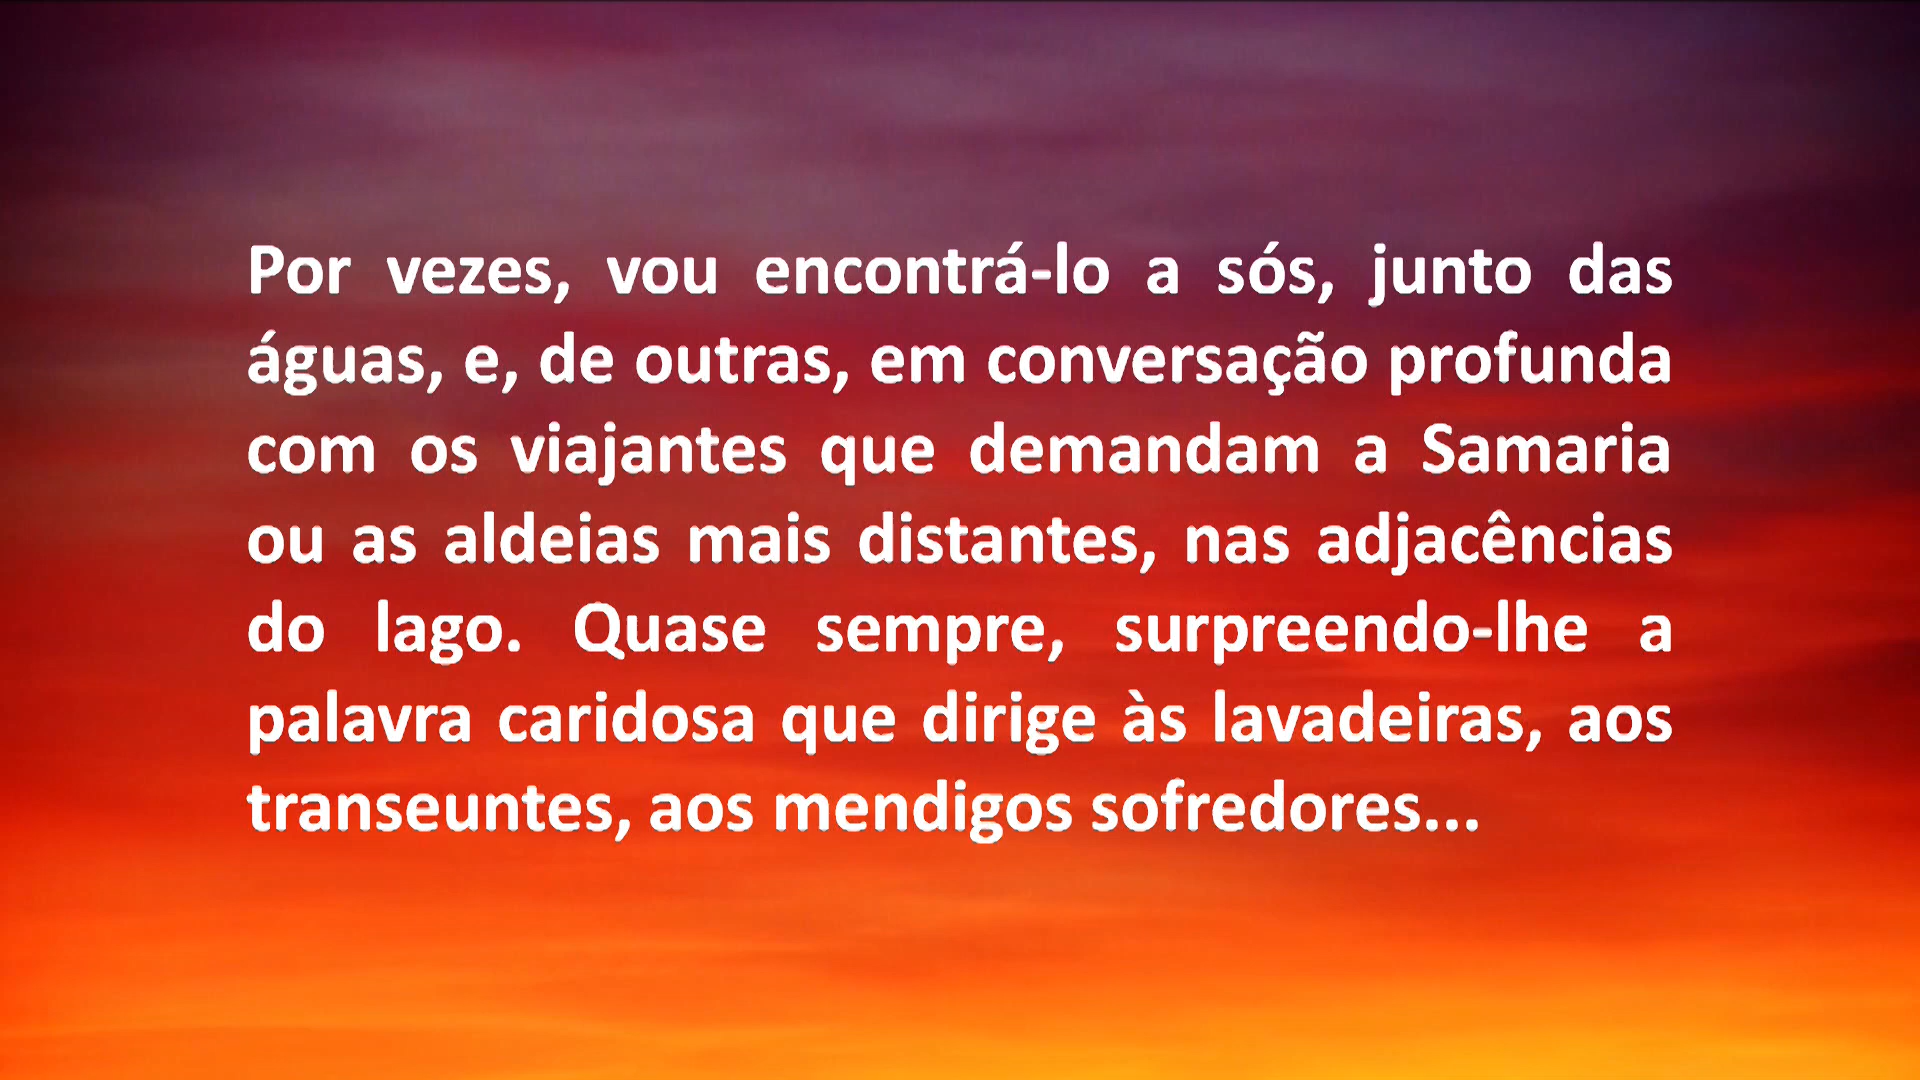 Por vezes, vou encontrá-lo a sós, junto das
águas, e, de outras, em conversação profunda
com os viajantes que demandam a Samaria
ou as aldeias mais distantes, nas adjacências
do lago. Quase sempre, surpreendo-lhe a
palavra caridosa que dirige às lavadeiras, aos
transeuntes, aos mendigos sofredores...